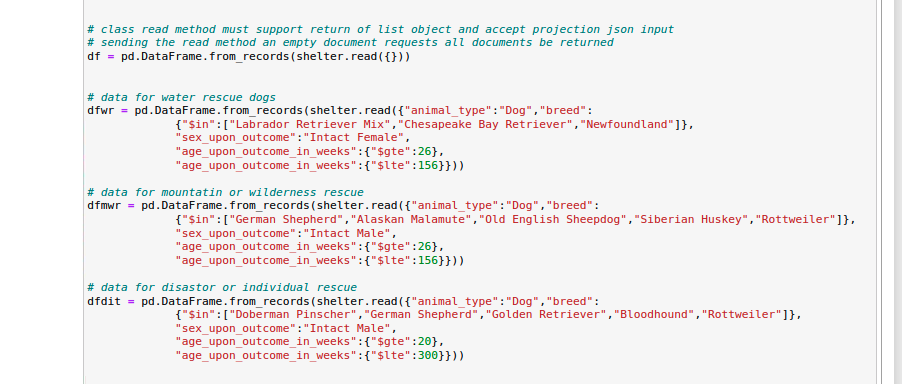 # class read method must support return of list object and accept projection json input
# sending the read method an empty document requests all documents be returned
df = pd.DataFrame.from_records(shelter.read({}))
# data for water rescue dogs
dfwr = pd.DataFrame.from_records(shelter.read({"animal_type":"Dog","breed":
{"$in":["Labrador Retriever Mix","Chesapeake Bay Retriever","Newfoundland"]},
"sex_upon_outcome":"Intact Female",
"age_upon_outcome_in_weeks":{"$gte":26},
"age_upon_outcome_in_weeks":{"$lte":156}}))
# data for mountatin or wilderness rescue
dfmwr = pd.DataFrame.from_records(shelter.read({"animal_type":"Dog","breed":
{"$in":["German Shepherd","Alaskan Malamute","Old English Sheepdog","Siberian Huskey","Rottweiler"]},
"sex_upon_outcome":"Intact Male",
"age_upon_outcome_in_weeks":{"$gte":26},
"age_upon_outcome_in_weeks":{"$lte":156}}))
# data for disastor or individual rescue
dfdit = pd.DataFrame.from_records(shelter.read({"animal_type":"Dog","breed":
{"$in":["Doberman Pinscher","German Shepherd","Golden Retriever","Bloodhound","Rottweiler"]},
"sex_upon_outcome":"Intact Male",
"age_upon_outcome_in_weeks":{"$gte":20},
"age_upon_outcome_in_weeks":{"$lte":300}}))